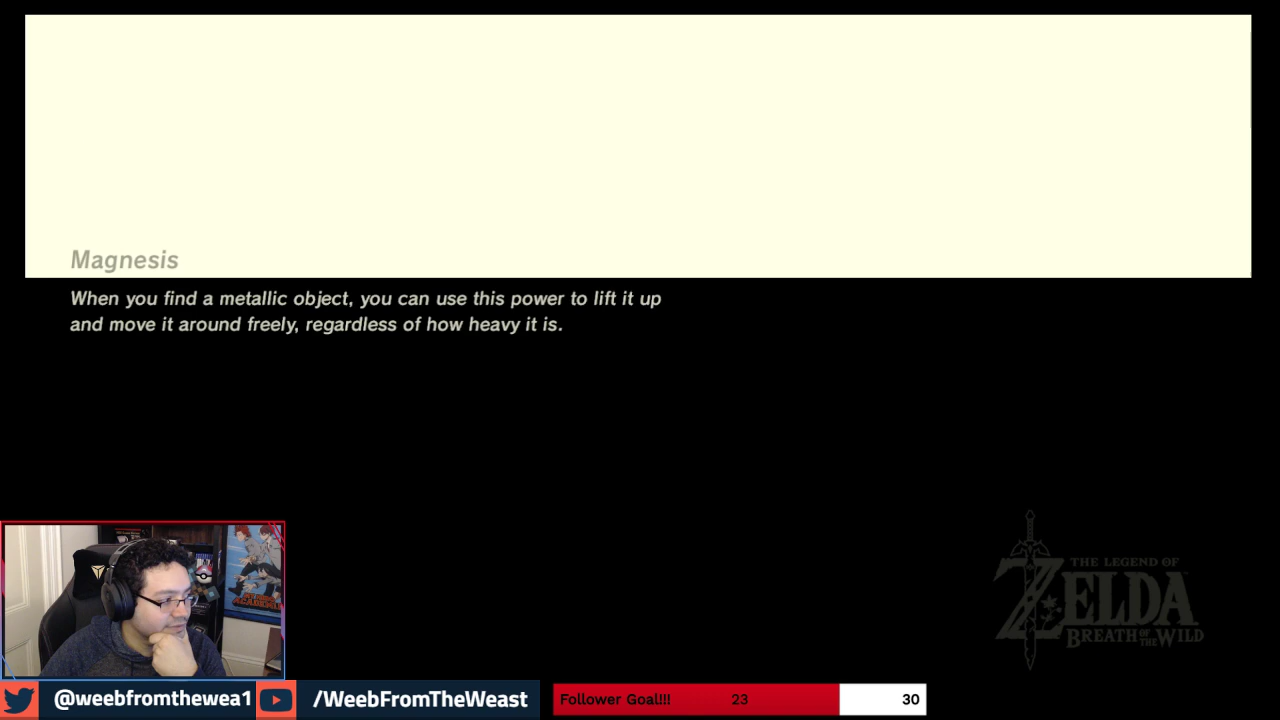 Magnesis
When you find a metallic object, you can use this power to lift it up
and move it around freely, regardless of how heavy it is.
THE LEGEND OF
ZELDA
BREATH OF THE WILD
@weebfromthewea1
/WeebFromTheWeast
Follower Goal!!! 23 30